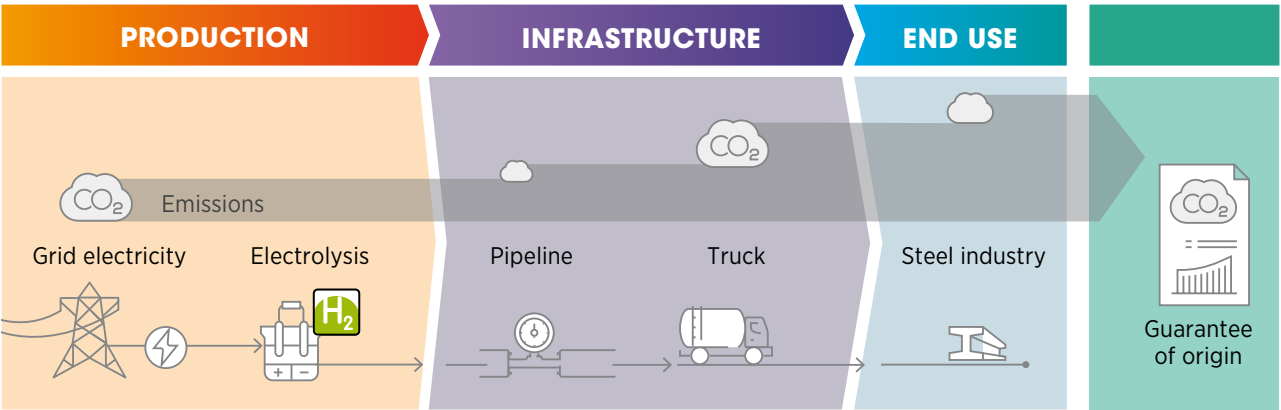 PRODUCTION
INFRASTRUCTURE
END USE
CO2
CO2
CO2
Emissions
Grid electricity
Electrolysis
Pipeline
Truck
Steel industry
H2
Guarantee
of origin